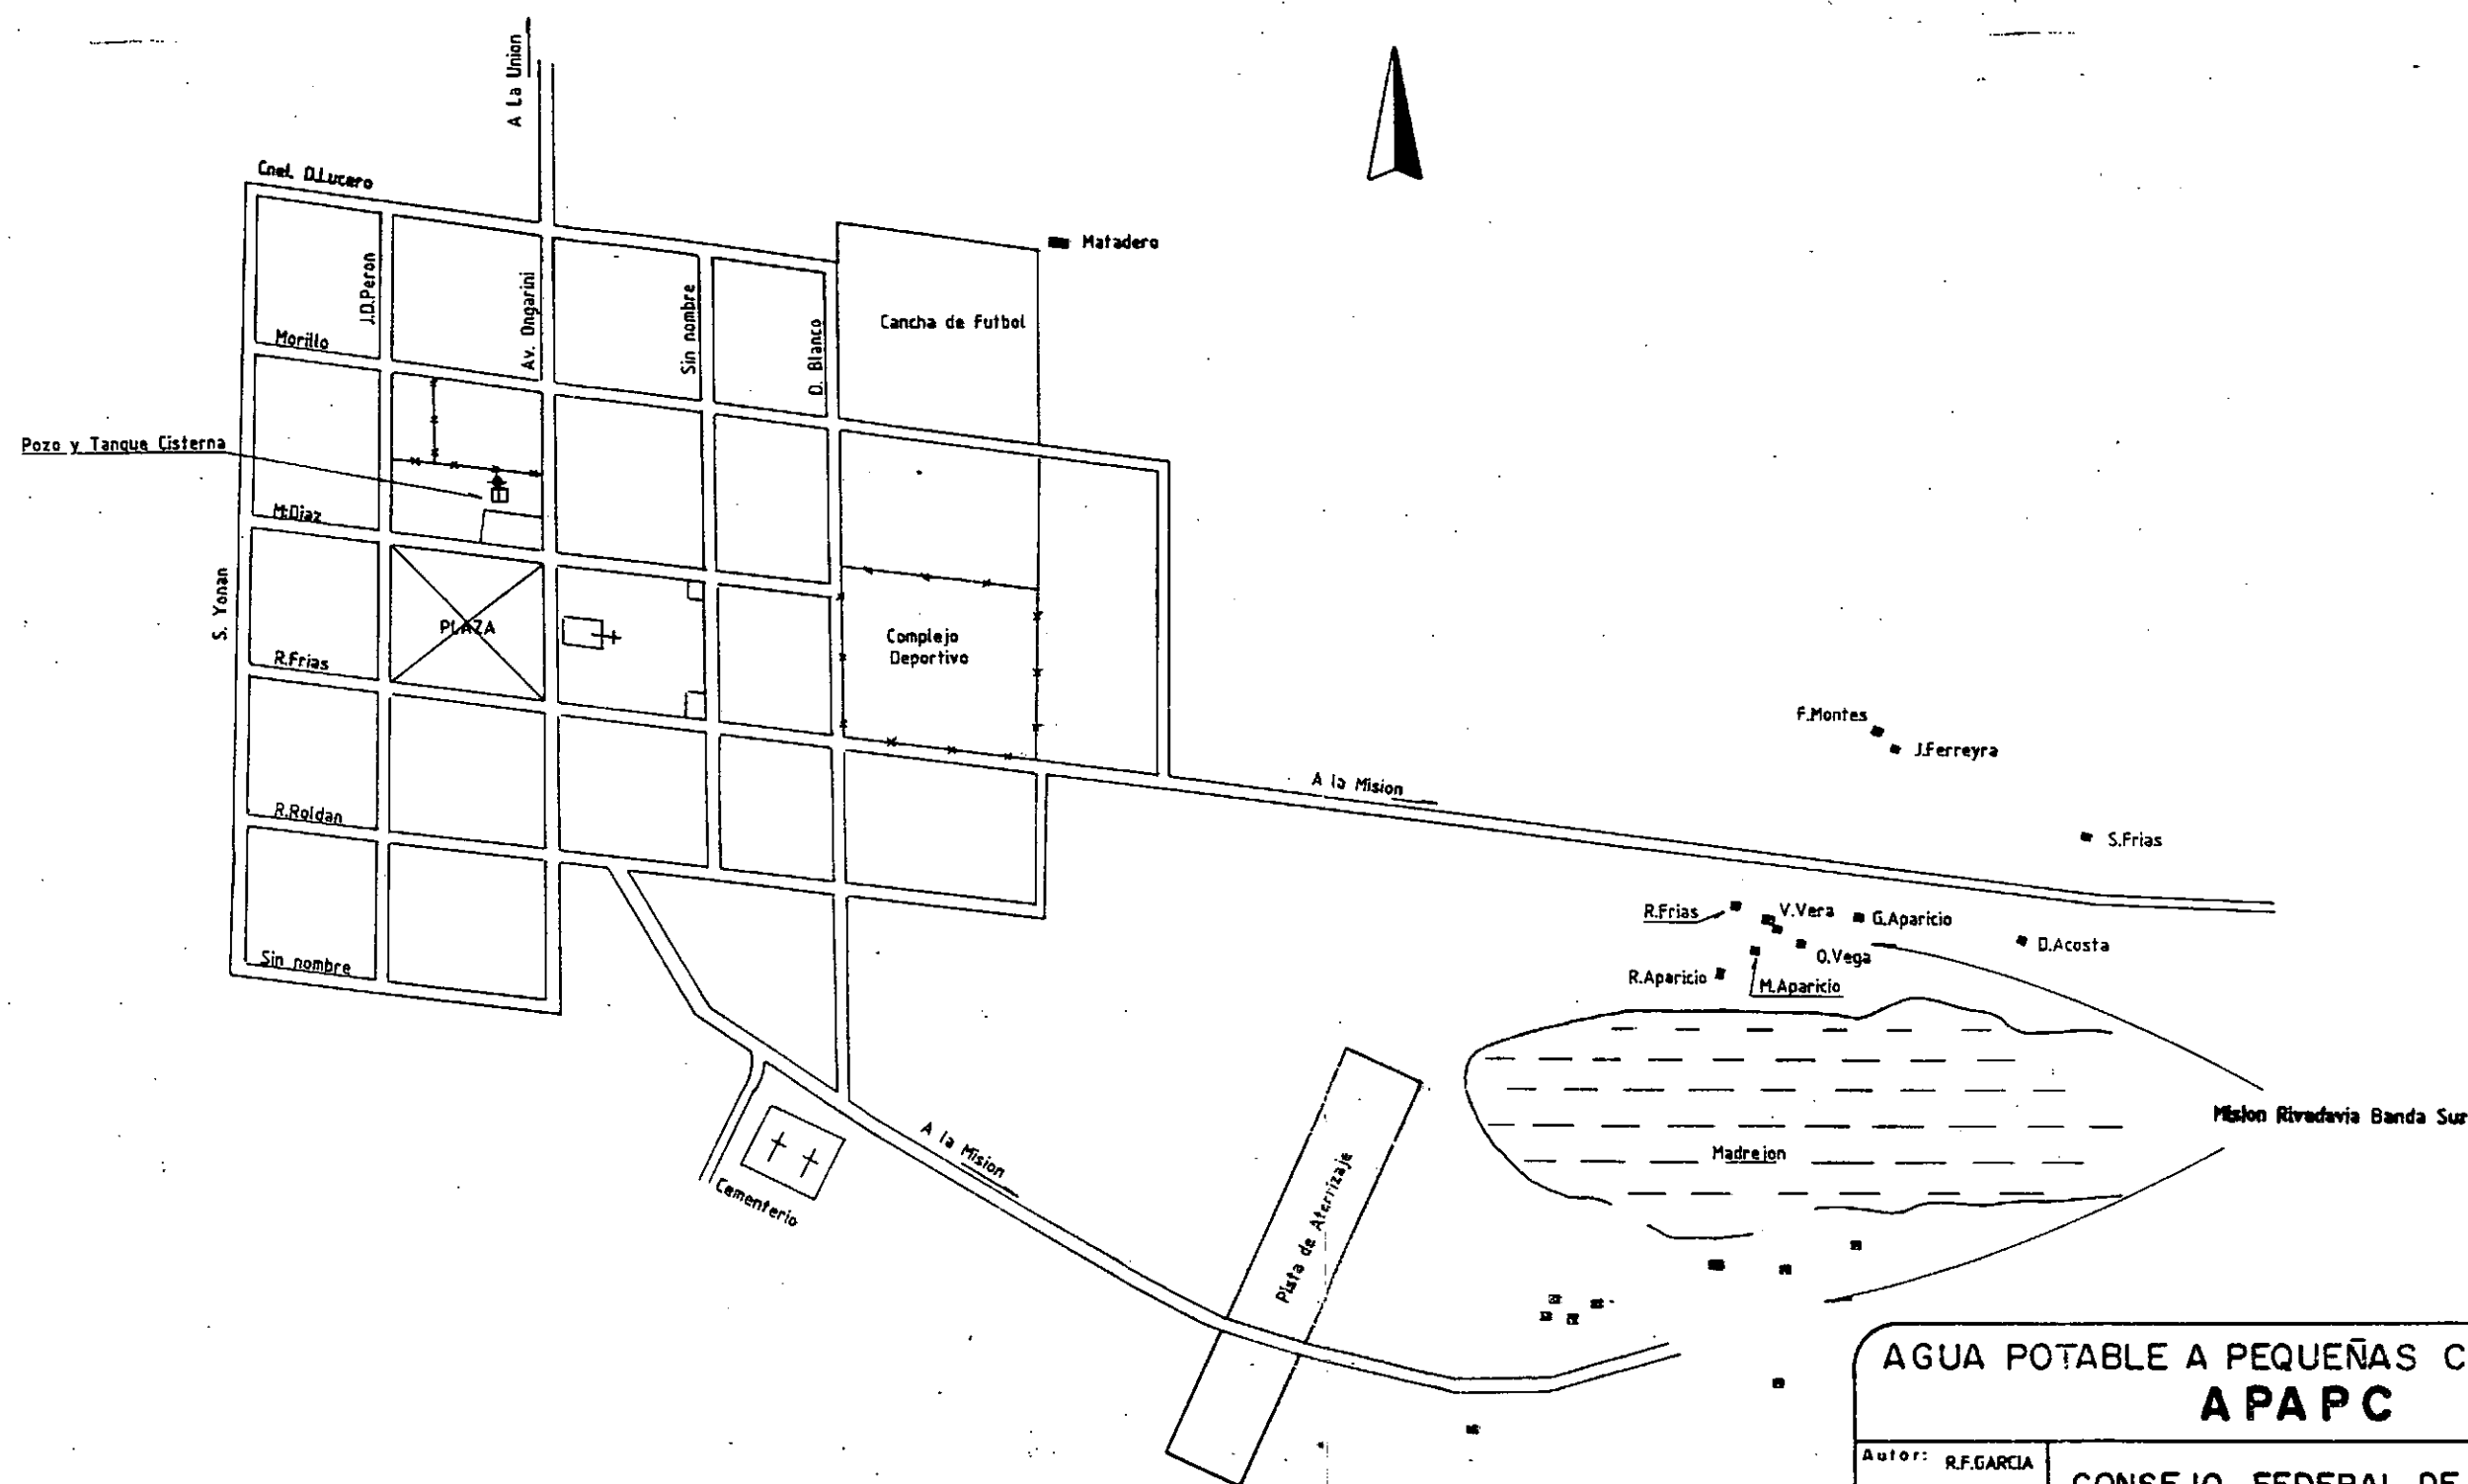 A La Union
Cnel. D.Lucero
Matadero
J.D.Peron
Av. Ongarini
Sin nombre
D. Blanco
Cancha de Futbol
Morillo
Pozo y Tanque Cisterna
M.Diaz
S. Yonan
PLAZA
Complejo
Deportivo
R.Frias
F.Montes
J.Ferreyra
A la Mision
R.Roldan
S.Frias
R.Frias
V.Vera
G.Aparicio
D.Acosta
O.Vega
R.Aparicio
M.Aparicio
Sin nombre
Mision Rivadavia Banda Sur
A la Mision
Madrejon
Pista de Aterrizaje
Cementerio
AGUA POTABLE A PEQUEÑAS C
APAPC
Autor: R.F.GARCIA
CONSEJO FEDERAL DE